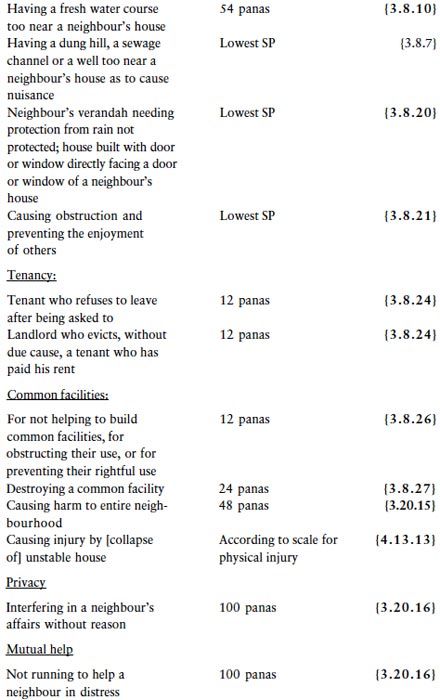 Having a fresh water course 54 panas {3.8.10}
too near a neighbour's house
Having a dung hill, a sewage Lowest SP {3.8.7}
channel or a well too near a
neighbour's house as to cause
nuisance
Neighbour's verandah needing Lowest SP {3.8.20}
protection from rain not
protected; house built with door
or window directly facing a door
or window of a neighbour's
house
Causing obstruction and Lowest SP {3.8.21}
preventing the enjoyment
of others
Tenancy:
Tenant who refuses to leave 12 panas {3.8.24}
after being asked to
Landlord who evicts, without 12 panas {3.8.24}
due cause, a tenant who has
paid his rent
Common facilities:
For not helping to build 12 panas {3.8.26}
common facilities, for
obstructing their use, or for
preventing their rightful use
Destroying a common facility 24 panas {3.8.27}
Causing harm to entire neigh- 48 panas {3.20.15}
bourhood
Causing injury by [collapse According to scale for {4.13.13}
of] unstable house physical injury
Privacy
Interfering in a neighbour's 100 panas {3.20.16}
affairs without reason
Mutual help
Not running to help a 100 panas {3.20.16}
neighbour in distress